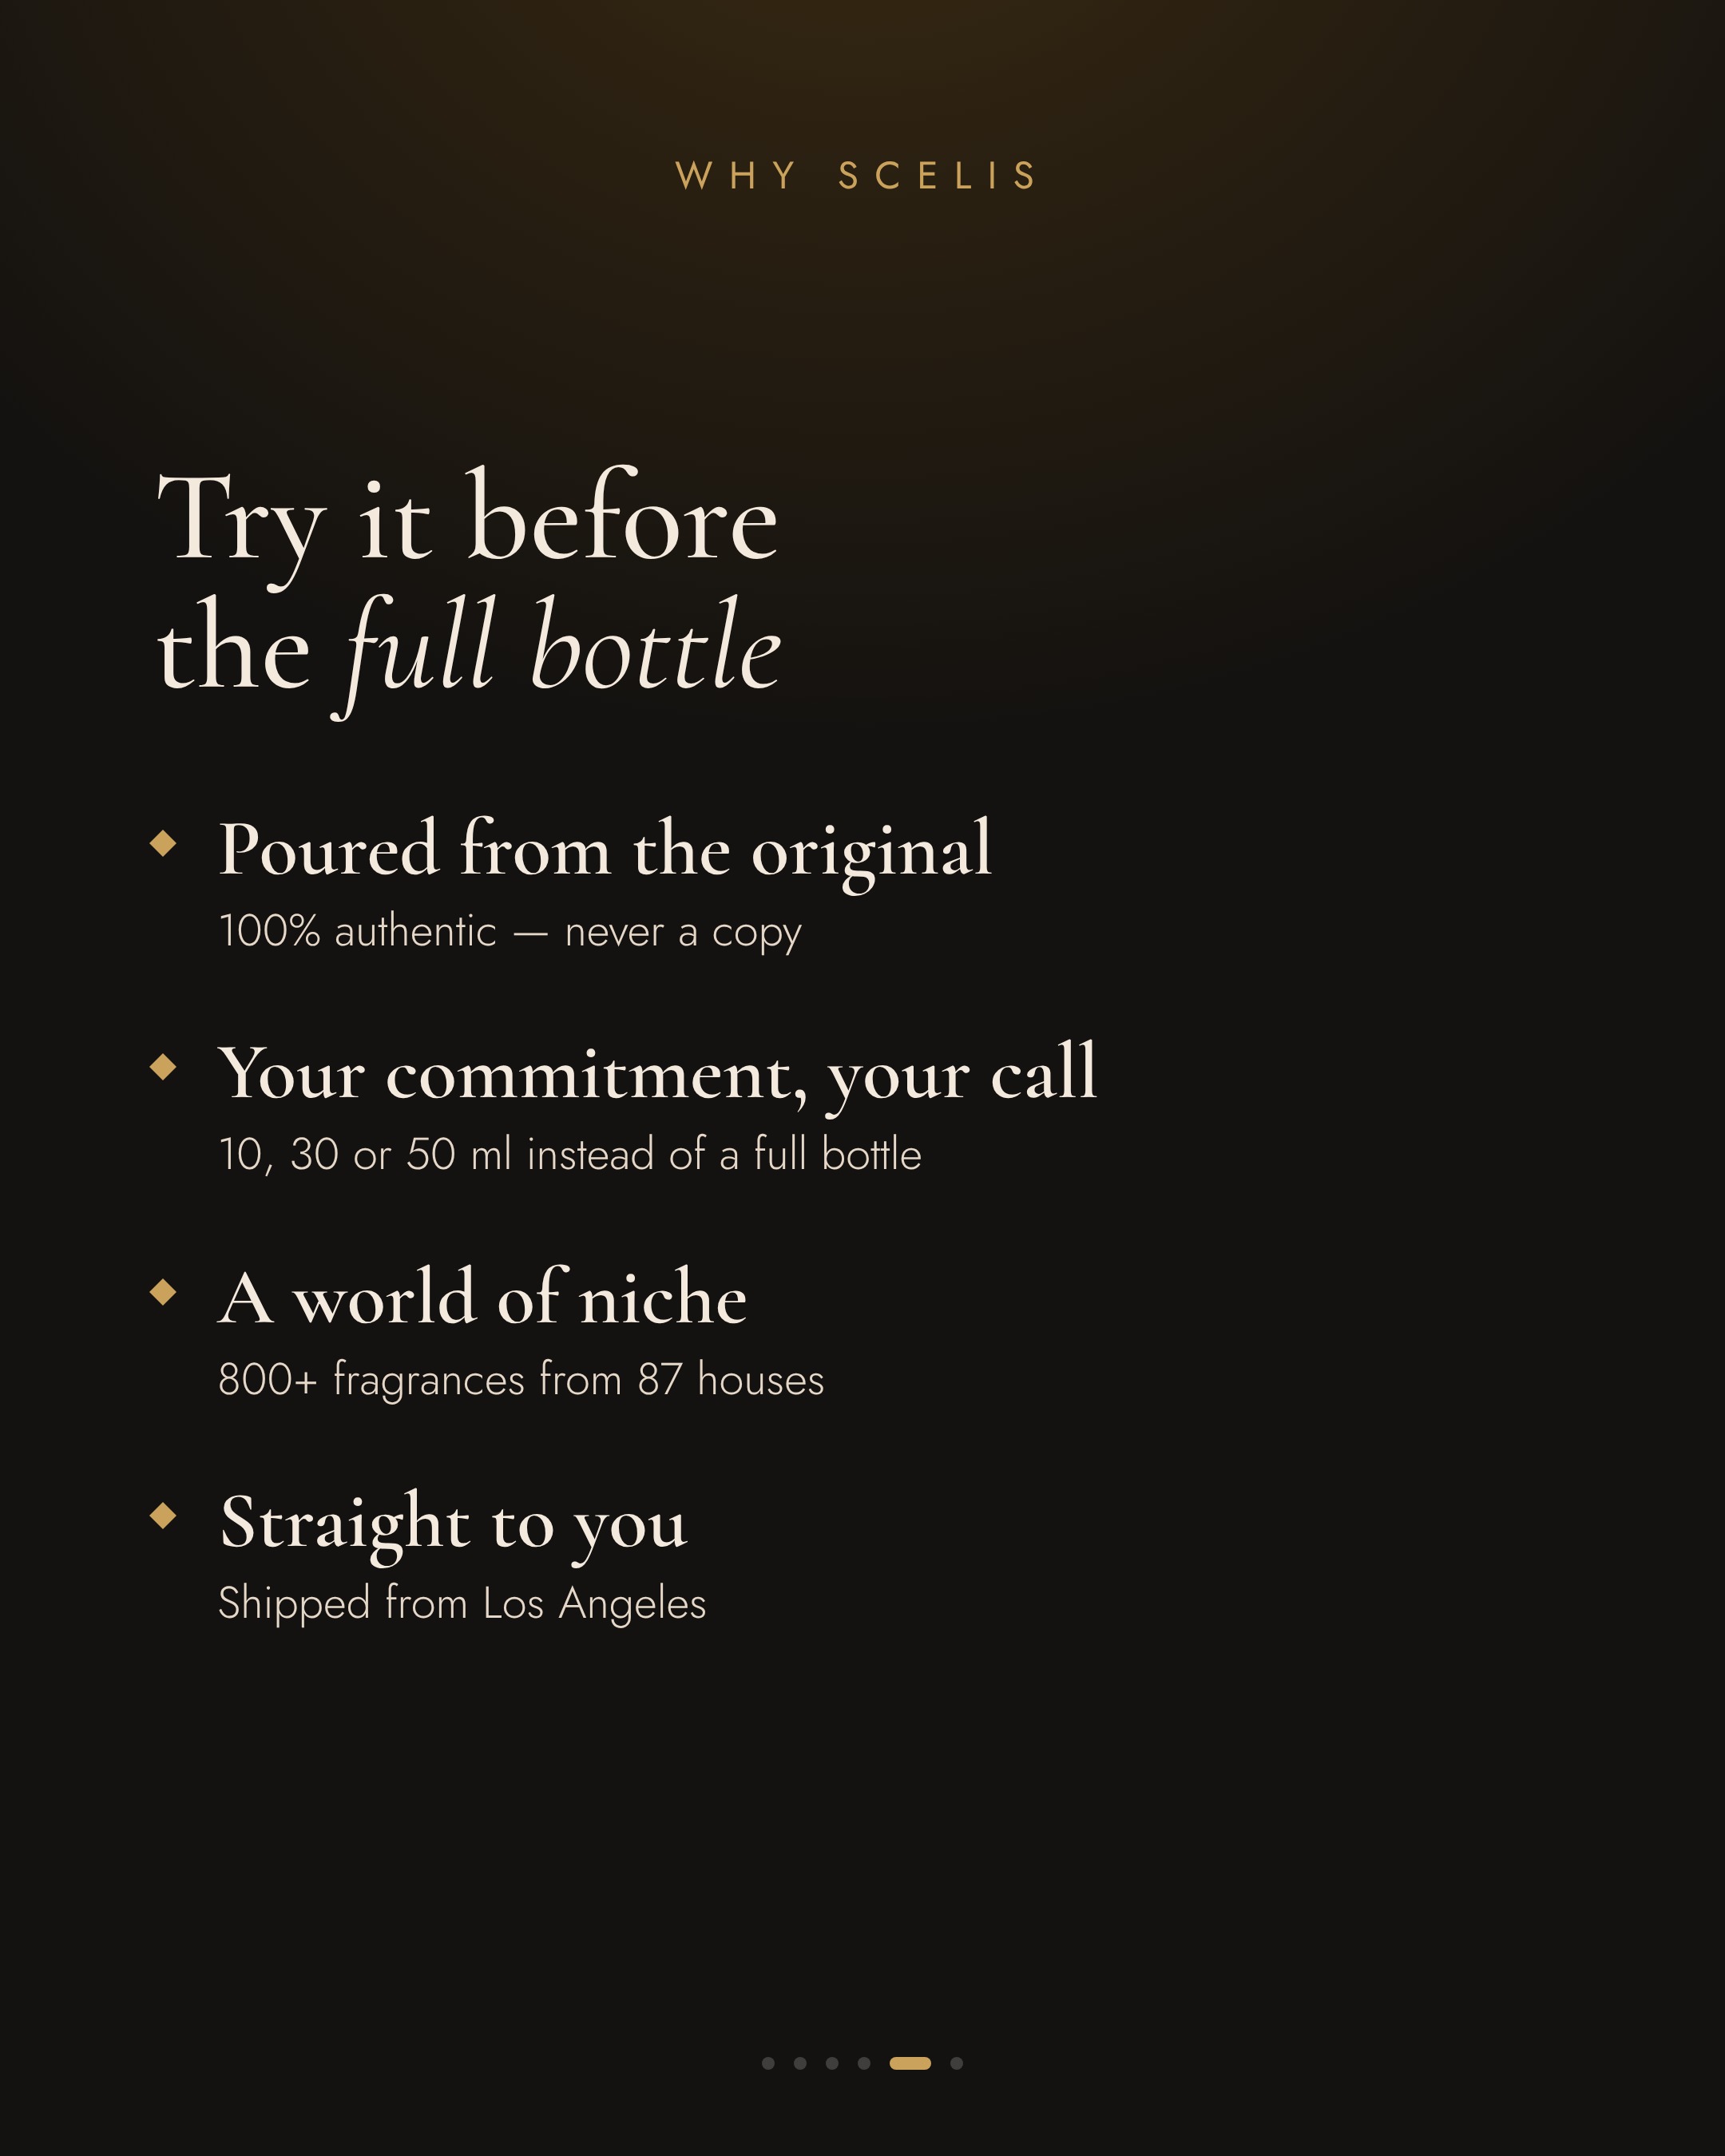 WHY SCELIS
Try it before
the full bottle
Poured from the original
100% authentic — never a copy
Your commitment, your call
10, 30 or 50 ml instead of a full bottle
A world of niche
800+ fragrances from 87 houses
Straight to you
Shipped from Los Angeles